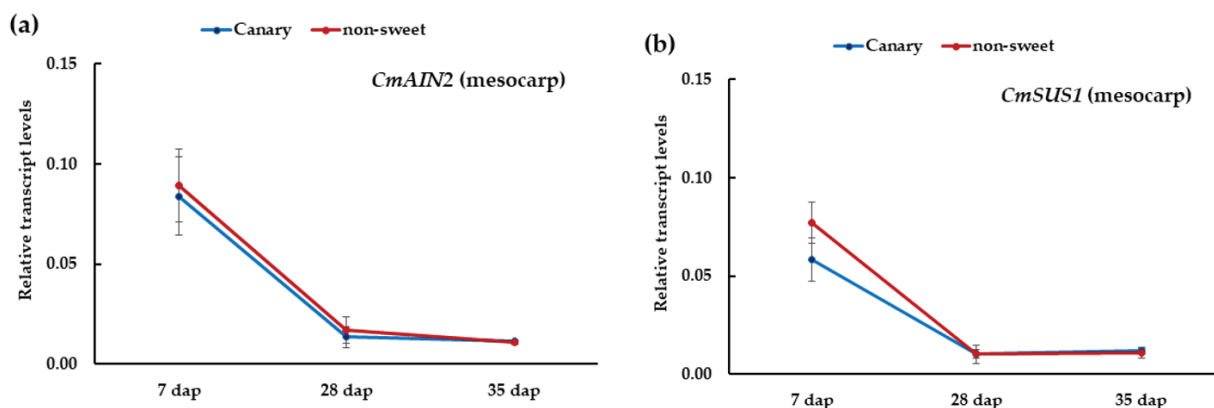 (a)
Canary non-sweet
CmAIN2 (mesocarp)
Relative transcript levels
0.15
0.10
0.05
0.00
7 dap 28 dap 35 dap
(b)
Canary non-sweet
CmSUS1 (mesocarp)
Relative transcript levels
0.15
0.10
0.05
0.00
7 dap 28 dap 35 dap